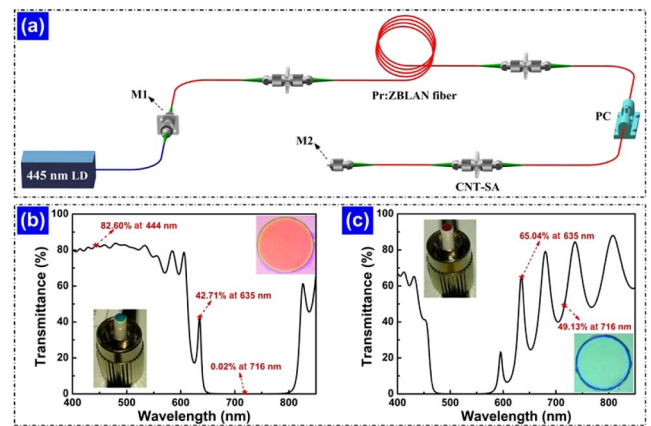 (a)
M1
Pr:ZBLAN fiber
PC
M2
445 nm LD
CNT-SA
(b)
100
80
60
40
20
0
Transmittance (%)
82.60% at 444 nm
42.71% at 635 nm
0.02% at 716 nm
400 500 600 700 800
Wavelength (nm)
(c)
100
80
60
40
20
0
Transmittance (%)
65.04% at 635 nm
49.13% at 716 nm
400 500 600 700 800
Wavelength (nm)